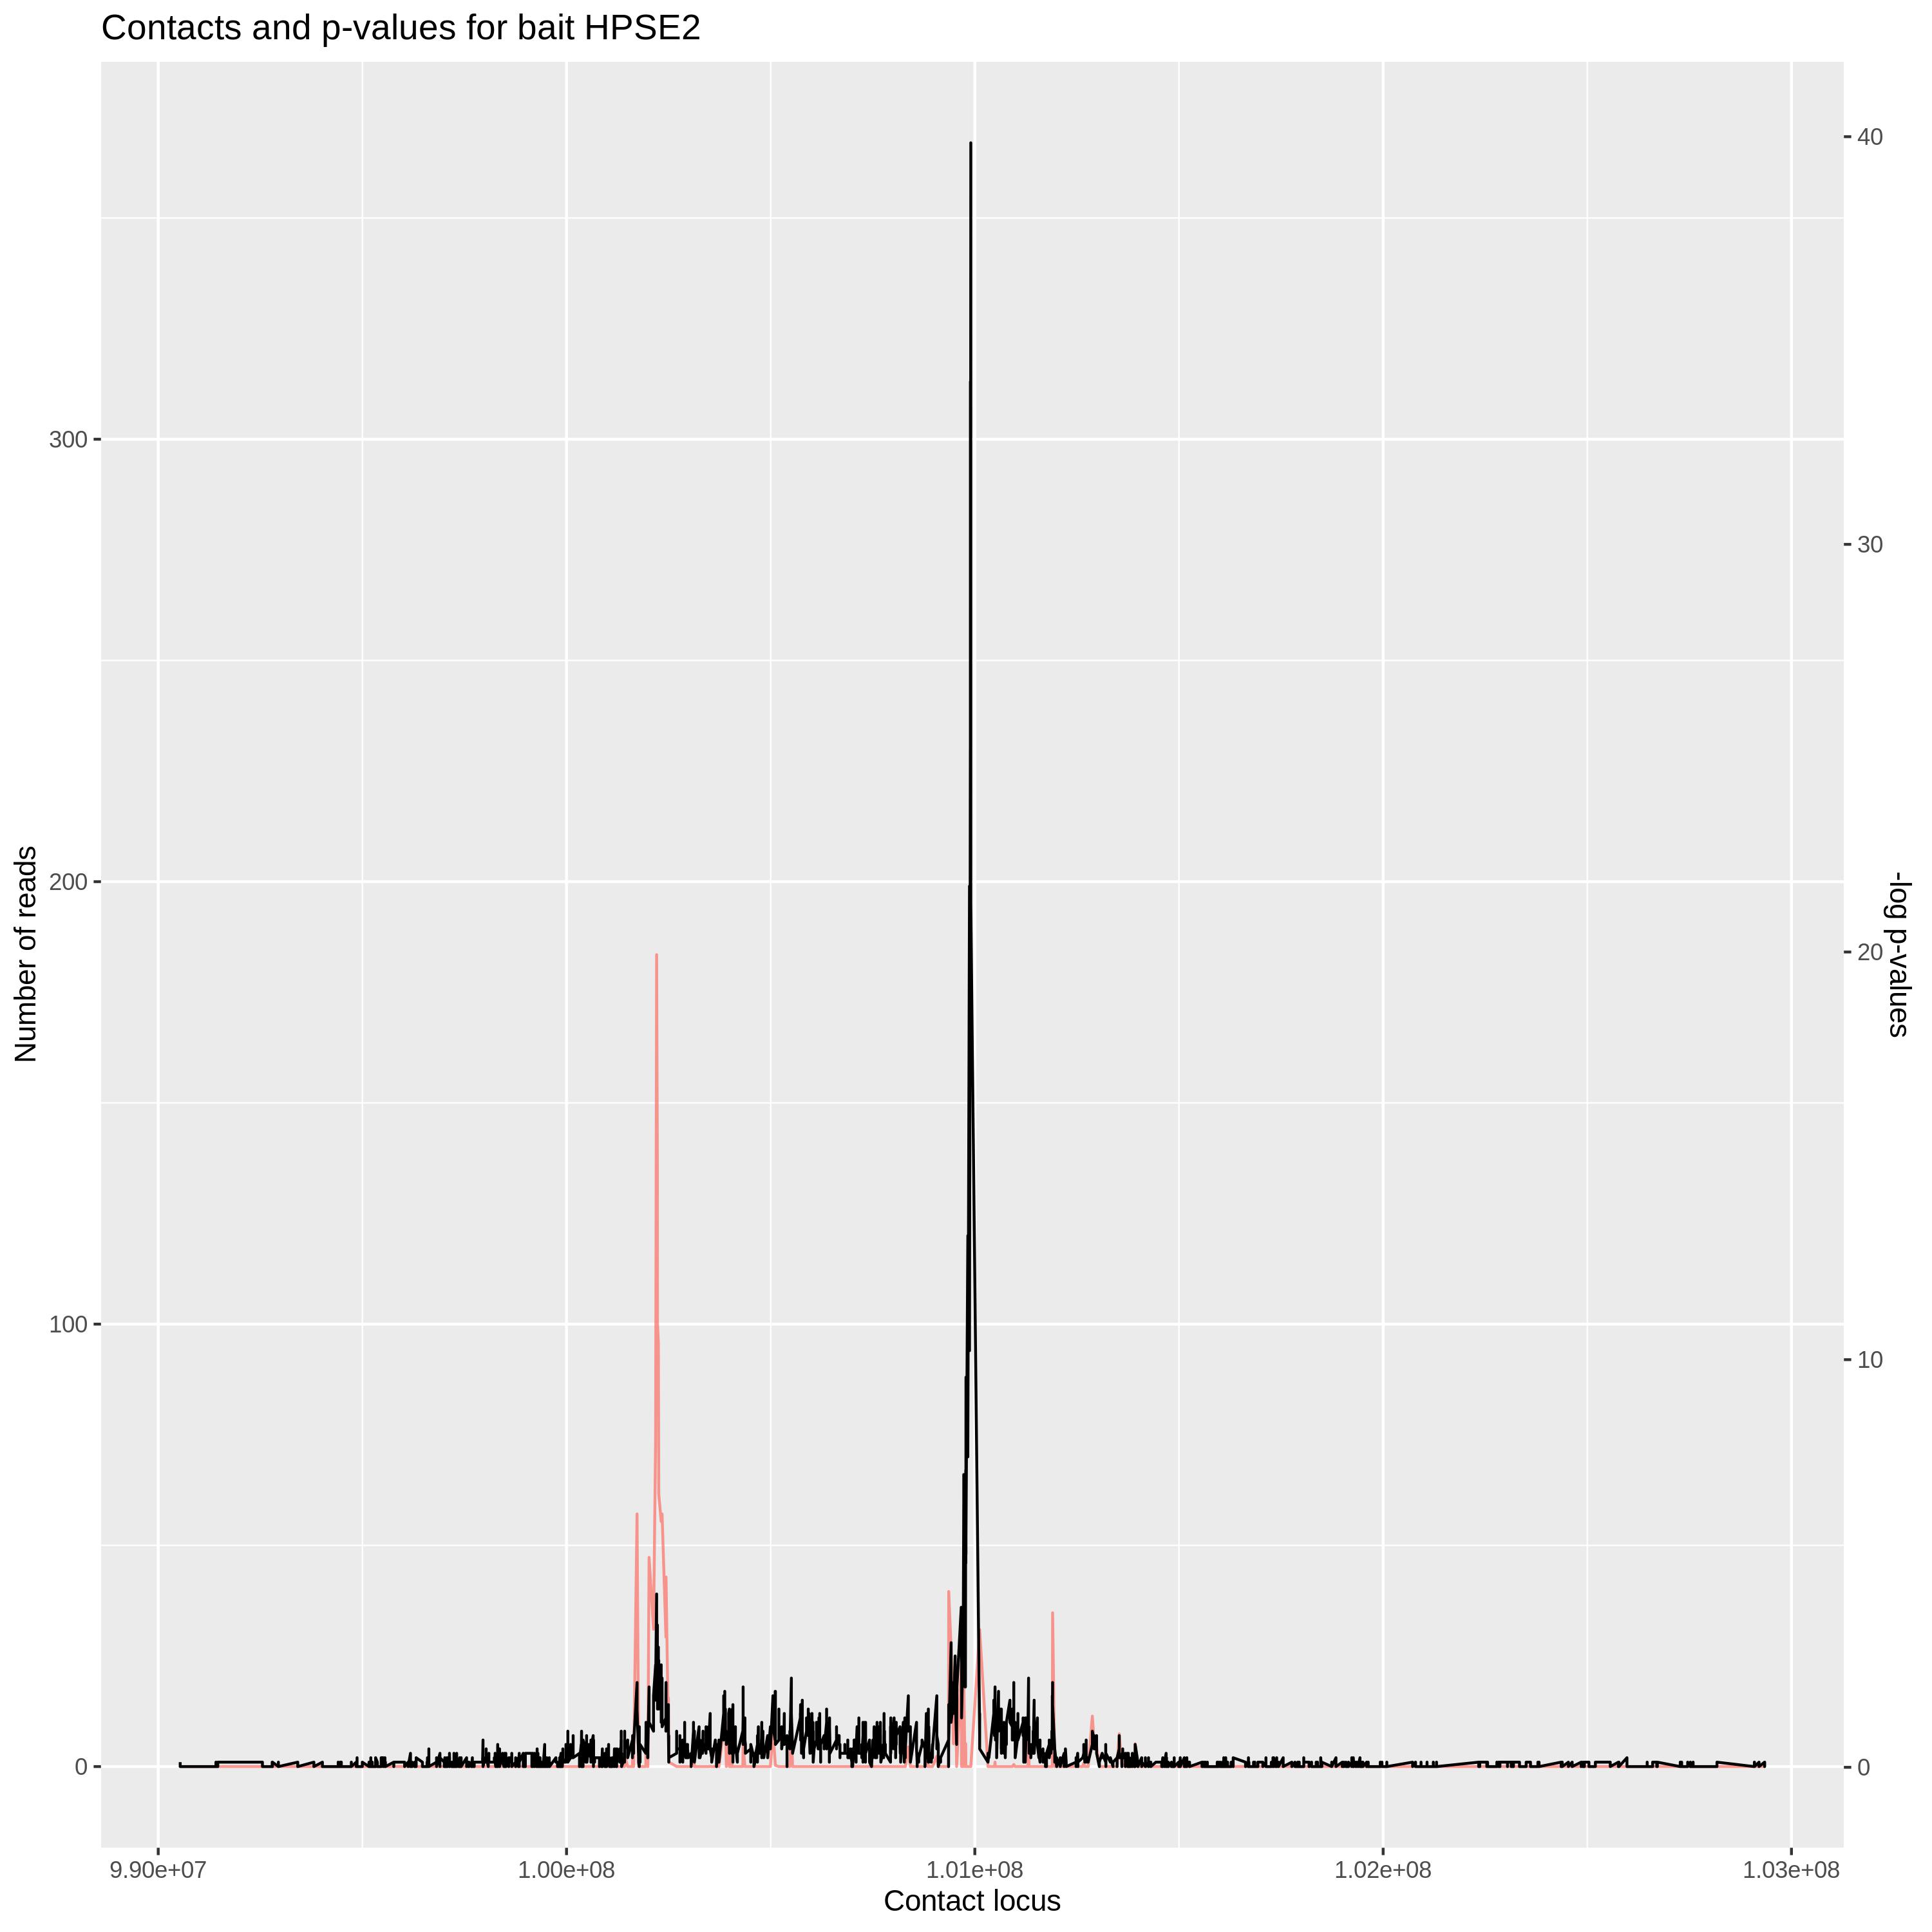 Contacts and p-values for bait HPSE2
Number of reads
300
200
100
0
40
30
20
10
0
-log p-values
9.90e+07
1.00e+08
1.01e+08
1.02e+08
1.03e+08
Contact locus